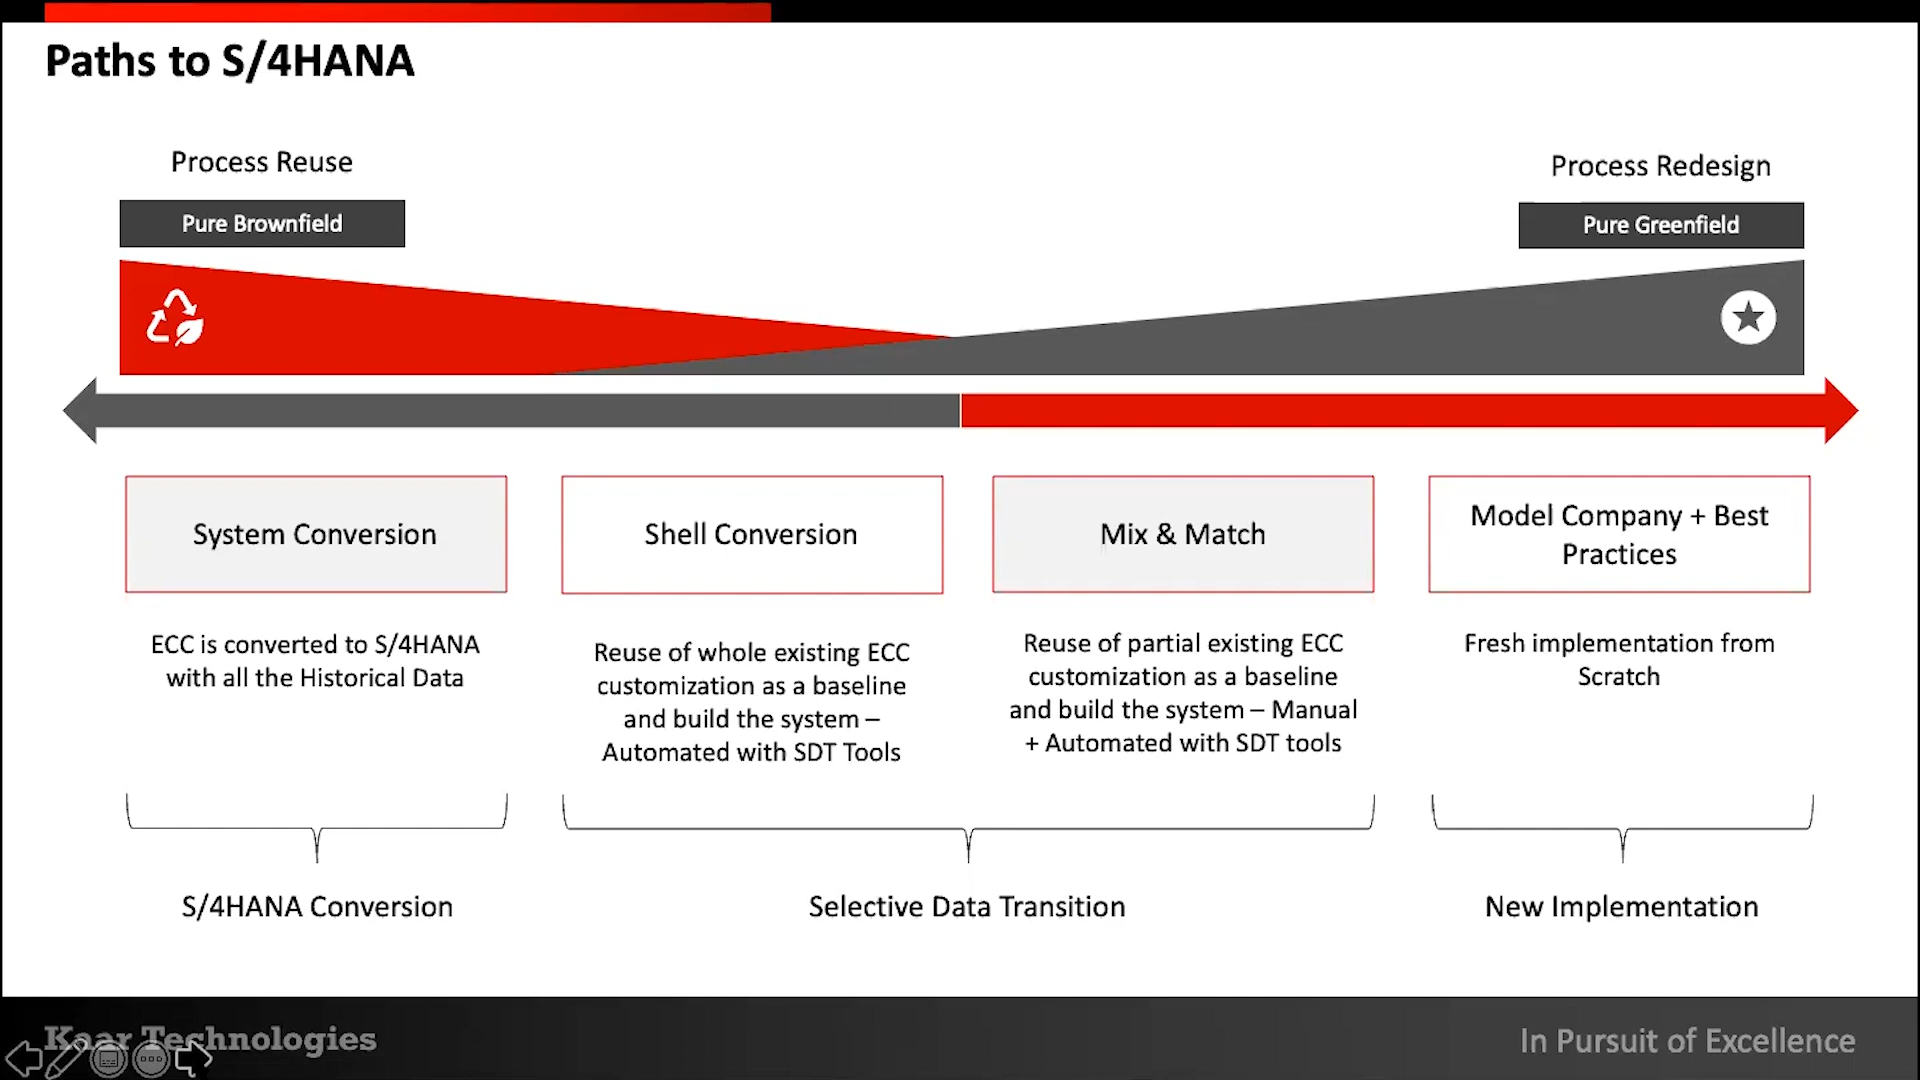 Paths to S/4HANA
Process Reuse
Process Redesign
Pure Brownfield
Pure Greenfield
System Conversion
Shell Conversion
Mix & Match
Model Company + Best
Practices
ECC is converted to S/4HANA
with all the Historical Data
Reuse of whole existing ECC
customization as a baseline
and build the system –
Automated with SDT Tools
Reuse of partial existing ECC
customization as a baseline
and build the system – Manual
+ Automated with SDT tools
Fresh implementation from
Scratch
S/4HANA Conversion
Selective Data Transition
New Implementation
Kaar Technologies
In Pursuit of Excellence